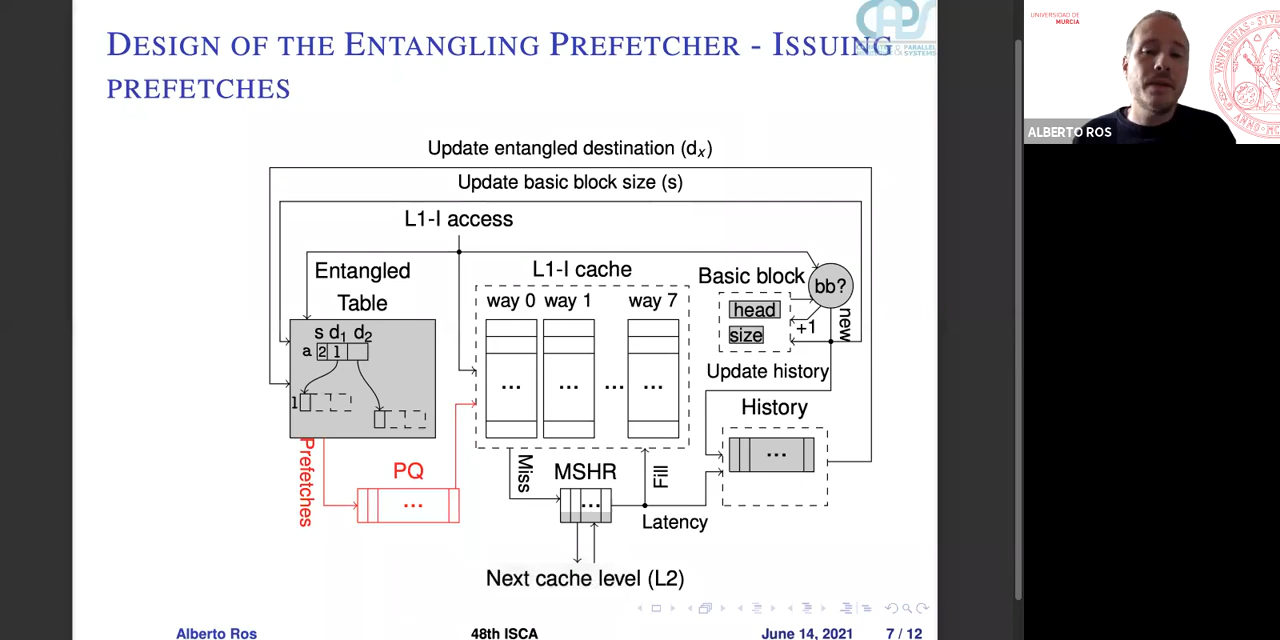 DESIGN OF THE ENTANGLING PREFETCHER - ISSUING
PREFETCHES
CAPS
& PARALLEL
SYSTEMS
UNIVERSIDAD DE
MURCIA
ALBERTO ROS
Update entangled destination (dx)
Update basic block size (s)
L1-I access
Entangled
Table
s d1 d2
a 2 l
l
L1-I cache
way 0 way 1 way 7
... ... ... ...
Basic block
head
size
bb?
+1
new
Update history
History
...
Prefetches
PQ
...
Miss
MSHR
...
Fill
Latency
Next cache level (L2)
Alberto Ros 48th ISCA June 14, 2021 7 / 12